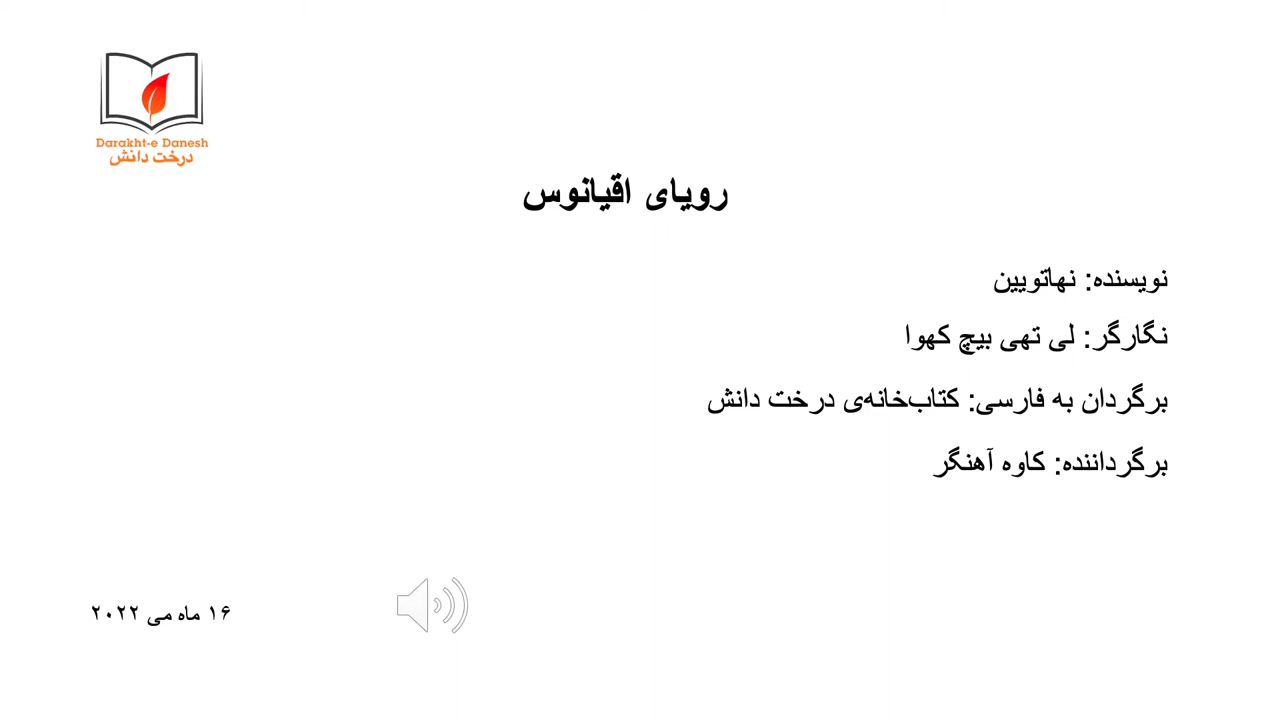 Darakht-e Danesh
درخت دانش
رویای اقیانوس
نویسنده: نهاتویین
نگارگر: لی تهی بیچ کهوا
برگردان به فارسی: کتاب‌خانه‌ی درخت دانش
برگرداننده: کاوه آهنگر
۱۶ ماه می ۲۰۲۲